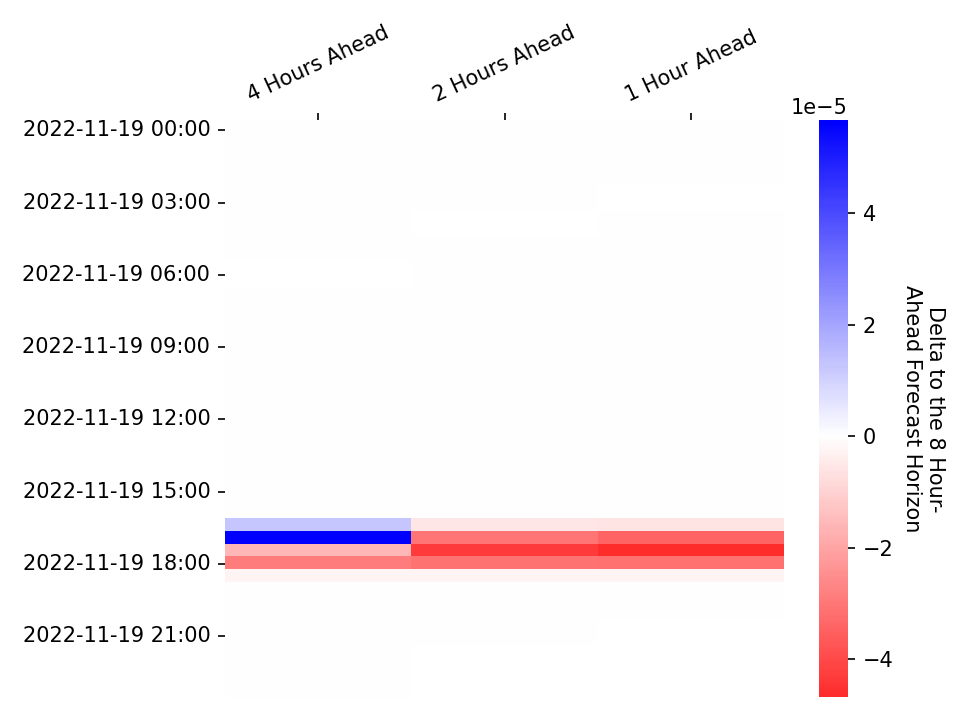 4 Hours Ahead
2 Hours Ahead
1 Hour Ahead
1e−5
2022-11-19 00:00
2022-11-19 03:00
2022-11-19 06:00
2022-11-19 09:00
2022-11-19 12:00
2022-11-19 15:00
2022-11-19 18:00
2022-11-19 21:00
4
2
0
−2
−4
Delta to the 8 Hour-
Ahead Forecast Horizon